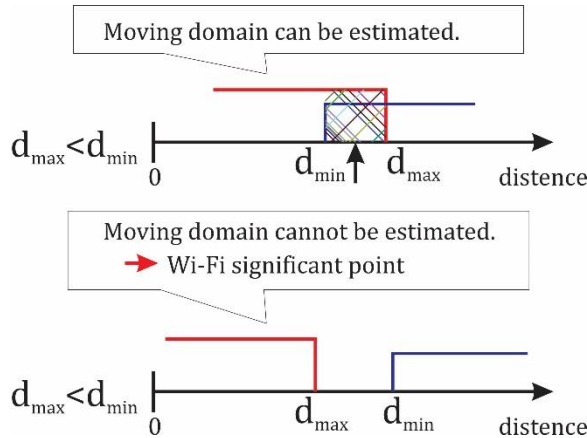 Moving domain can be estimated.
dmax<dmin
0
dmin
dmax
distence
Moving domain cannot be estimated.
Wi-Fi significant point
dmax<dmin
0
dmax
dmin
distance